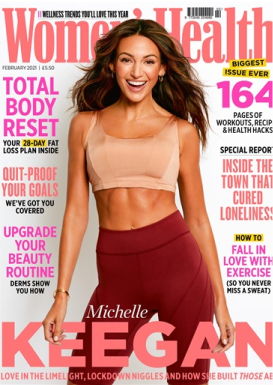 11 WELLNESS TRENDS YOU'LL LOVE THIS YEAR
Women's Health
FEBRUARY 2021 | £5.50
TOTAL
BODY
RESET
YOUR 28-DAY FAT
LOSS PLAN INSIDE
QUIT-PROOF
YOUR GOALS
WE'VE GOT YOU
COVERED
UPGRADE
YOUR
BEAUTY
ROUTINE
DERMS SHOW
YOU HOW
BIGGEST
ISSUE EVER
164
PAGES OF
WORKOUTS, RECIP
& HEALTH HACKS
SPECIAL REPORT
INSIDE THE
TOWN THAT
CURED
LONELINESS
HOW TO
FALL IN
LOVE WITH
EXERCISE
(SO YOU NEVER
MISS A SWEAT)
Michelle
KEEGAN
LOVE IN THE LIMELIGHT, LOCKDOWN NIGGLES AND HOW SHE BUILT THOSE AB